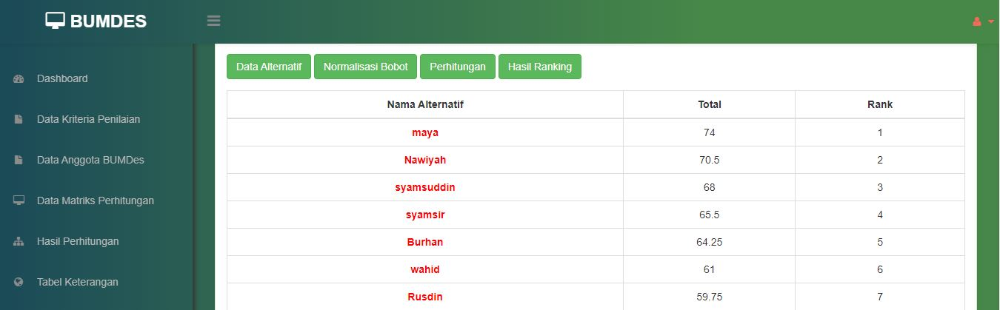 BUMDES
Dashboard
Data Kriteria Penilaian
Data Anggota BUMDes
Data Matriks Perhitungan
Hasil Perhitungan
Tabel Keterangan
Data Alternatif Normalisasi Bobot Perhitungan Hasil Ranking
Nama Alternatif Total Rank
maya 74 1
Nawiyah 70.5 2
syamsuddin 68 3
syamsir 65.5 4
Burhan 64.25 5
wahid 61 6
Rusdin 59.75 7